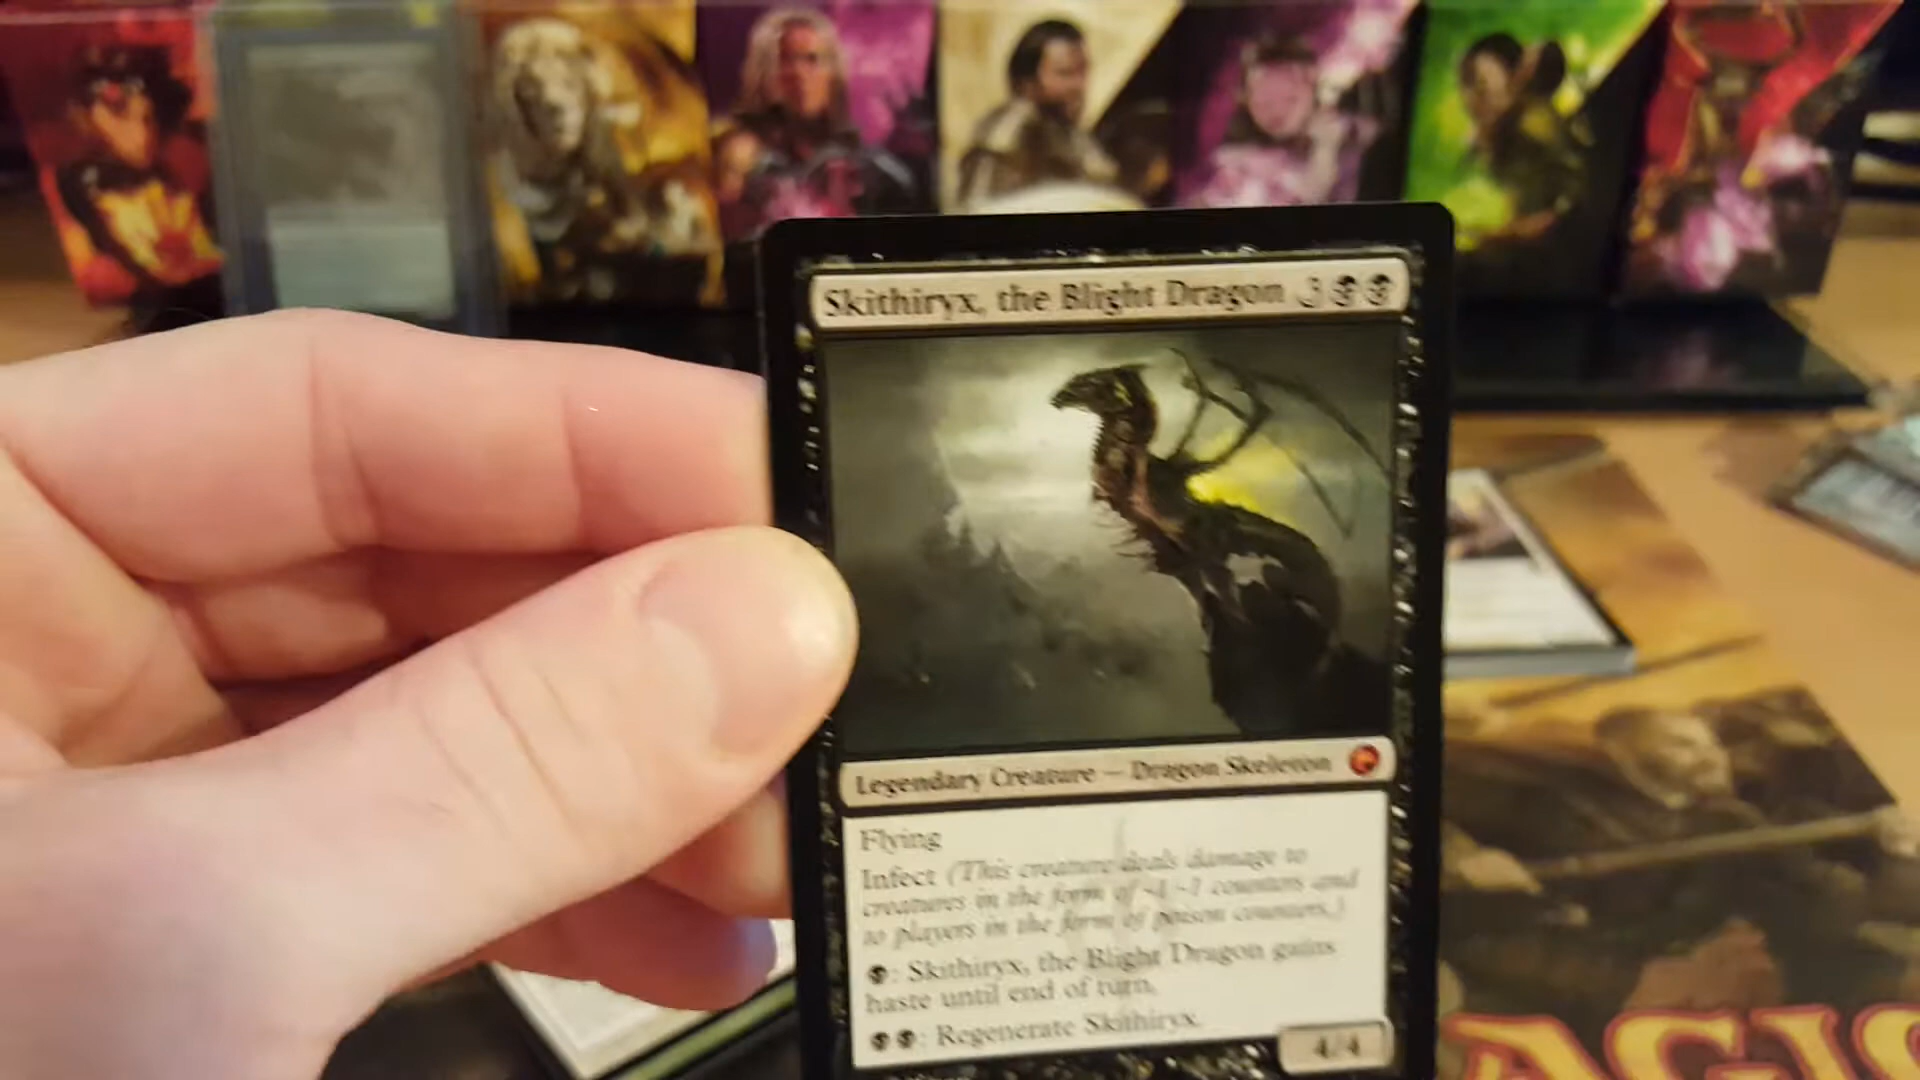 Skithiryx, the Blight Dragon 3
Legendary Creature — Dragon Skeleton
Flying
Infect (This creature deals damage to
creatures in the form of -1/-1 counters and
to players in the form of poison counters.)
: Skithiryx, the Blight Dragon gains
haste until end of turn.
: Regenerate Skithiryx.
4/4
AGIC